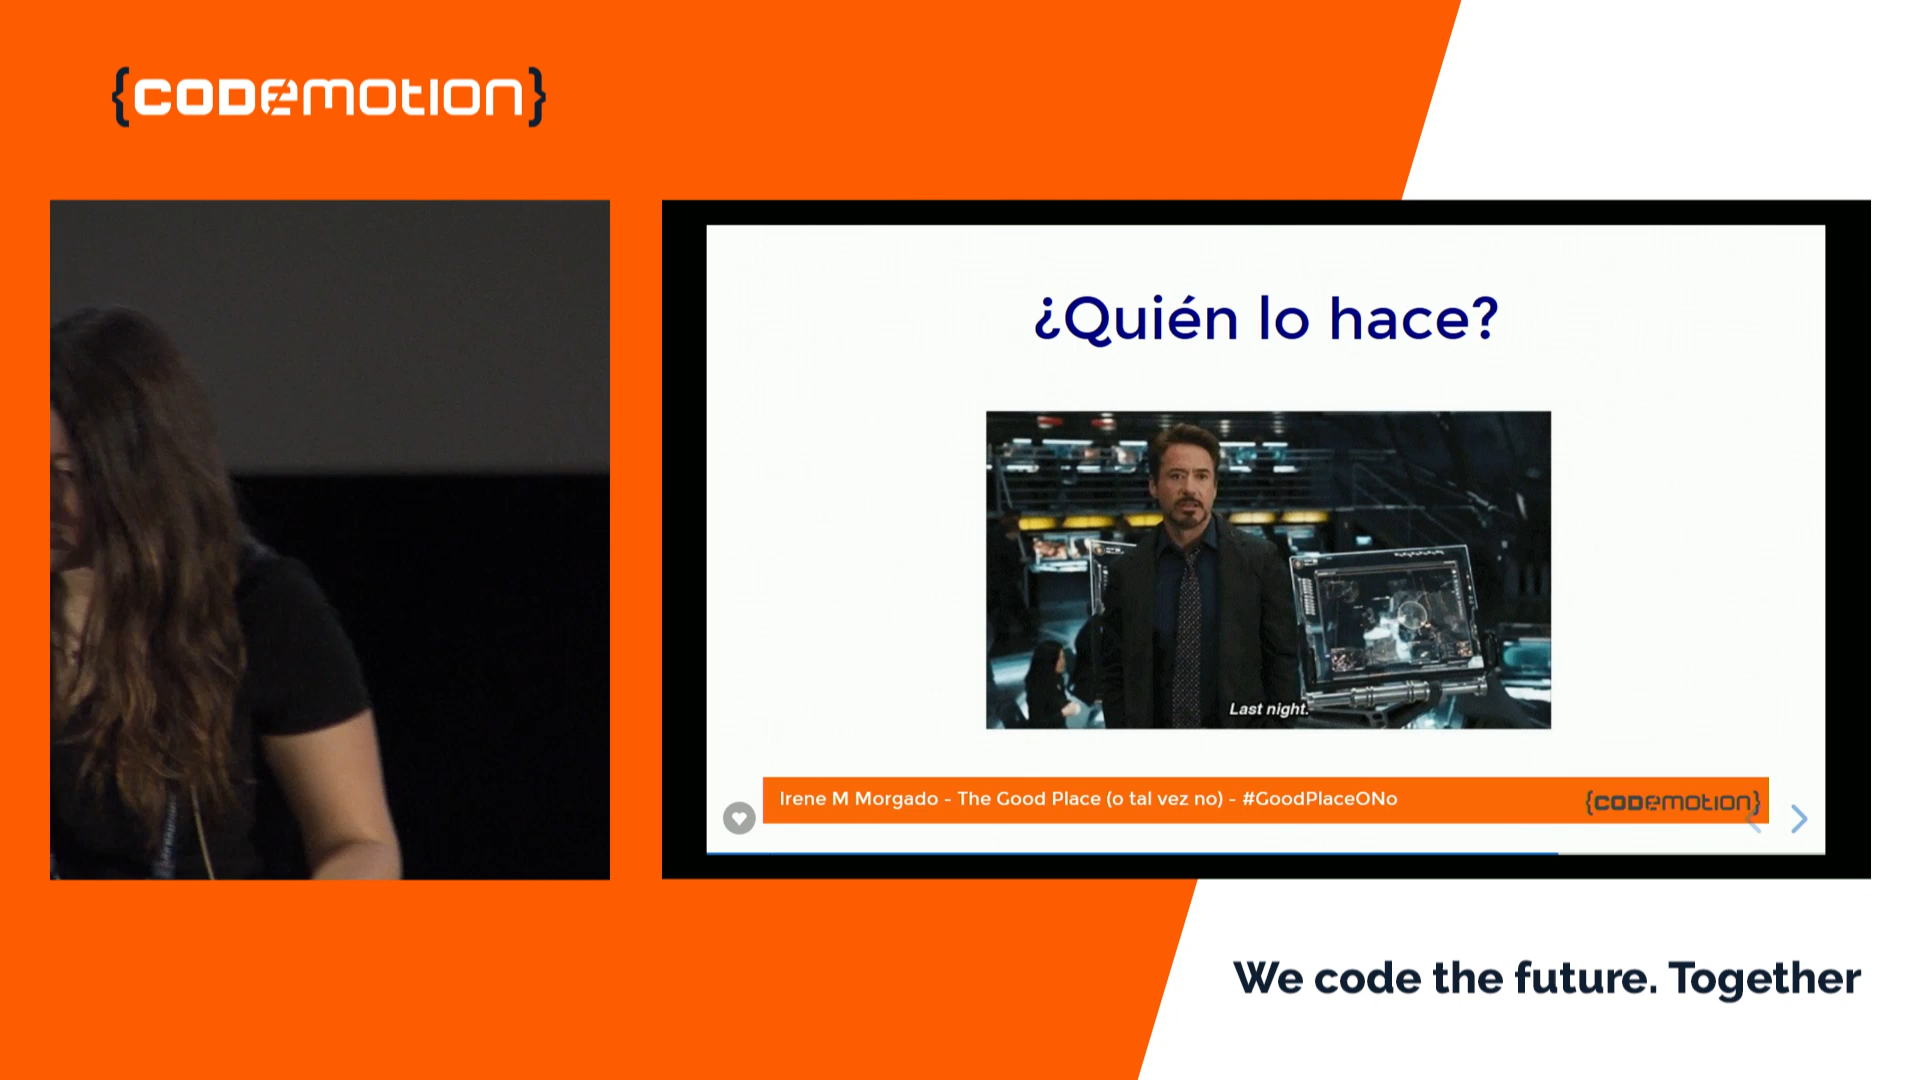 {CODEMOTION}
¿Quién lo hace?
Last night.
Irene M Morgado - The Good Place (o tal vez no) - #GoodPlaceONo
{CODEMOTION}
We code the future. Together